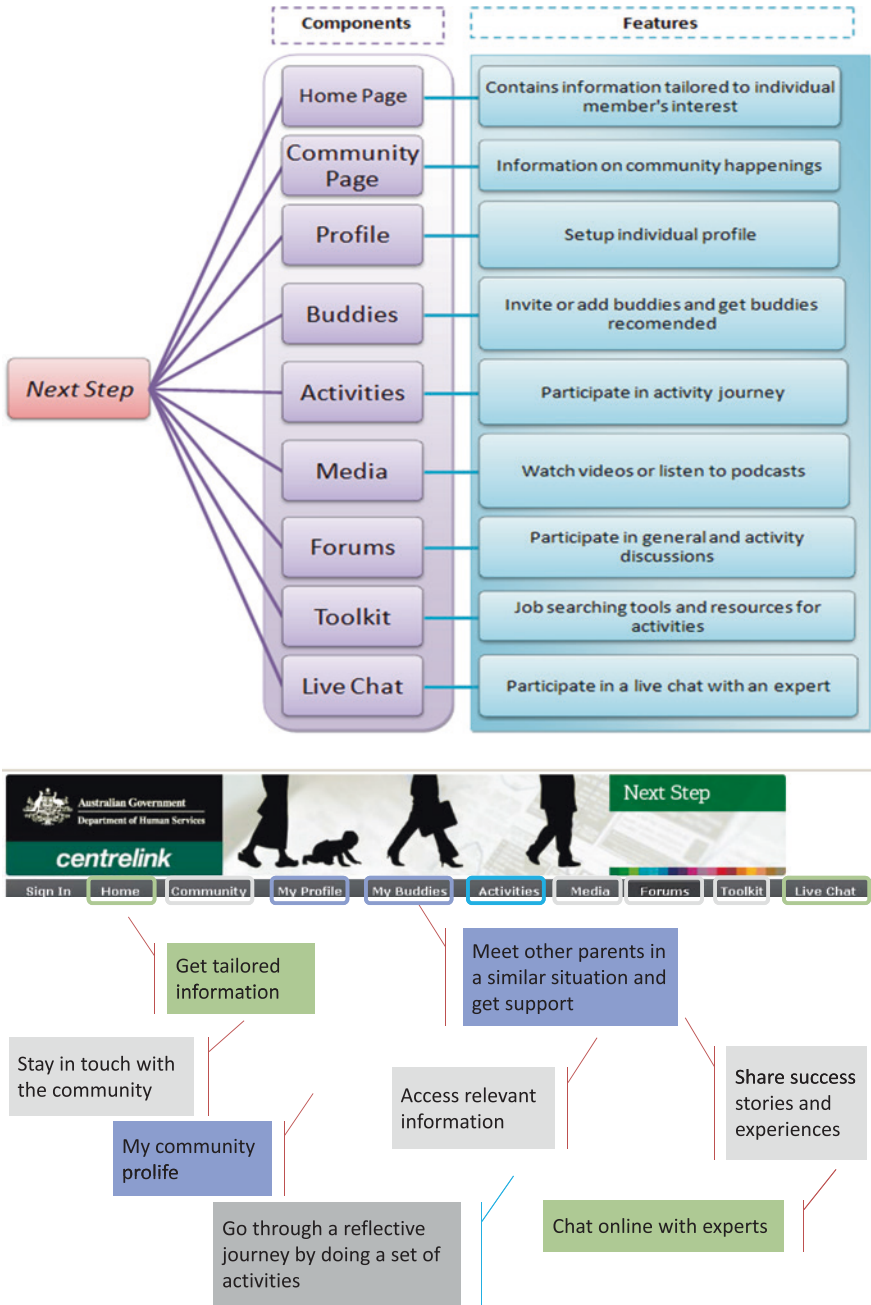 Components
Features
Next Step
Home Page
Contains information tailored to individual
member's interest
Community
Page
Information on community happenings
Profile
Setup individual profile
Buddies
Invite or add buddies and get buddies
recomended
Activities
Participate in activity journey
Media
Watch videos or listen to podcasts
Forums
Participate in general and activity
discussions
Toolkit
Job searching tools and resources for
activities
Live Chat
Participate in a live chat with an expert
Australian Government
Department of Human Services
centrelink
Next Step
Sign In Home Community My Profile My Buddies Activities Media Forums Toolkit Live Chat
Get tailored
information
Meet other parents in
a similar situation and
get support
Stay in touch with
the community
Access relevant
information
Share success
stories and
experiences
My community
prolife
Go through a reflective
journey by doing a set of
activities
Chat online with experts